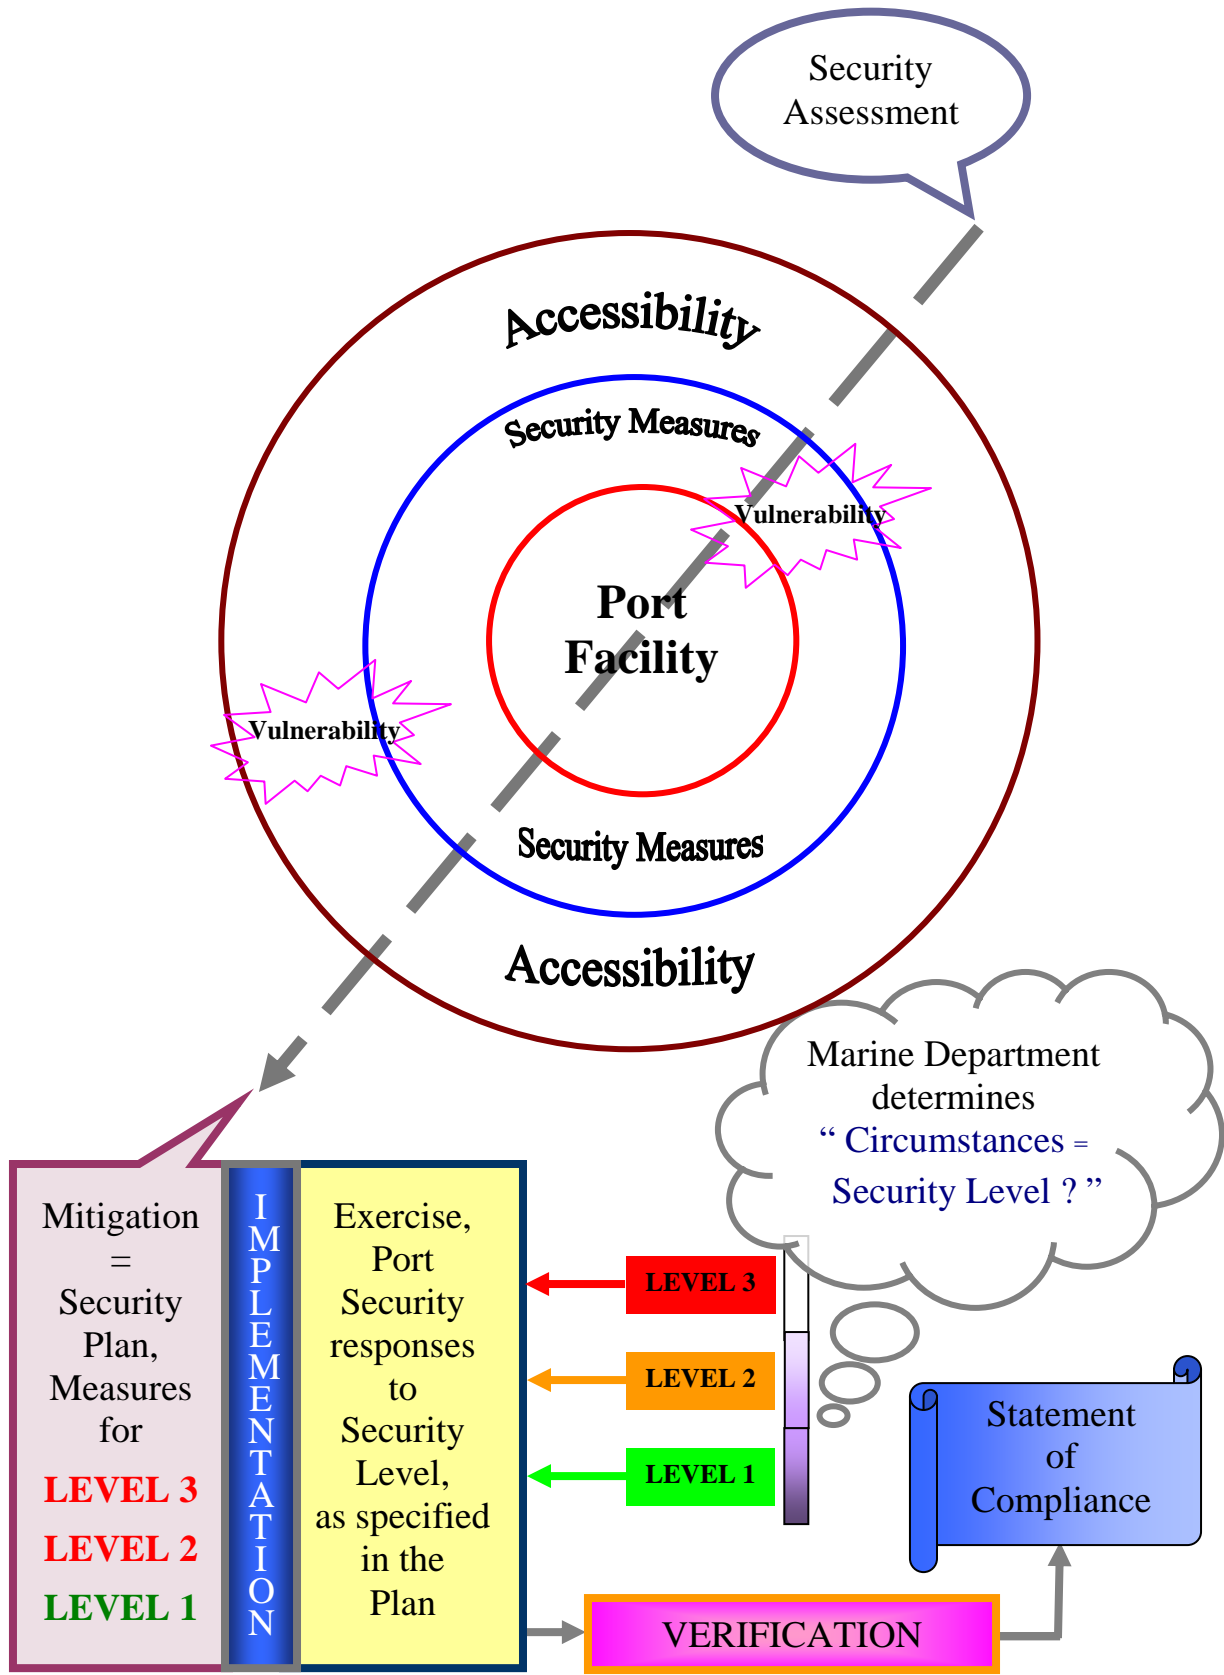 Security
Assessment
Accessibility
Security Measures
Vulnerability
Port
Facility
Vulnerability
Security Measures
Accessibility
Marine Department
determines
“ Circumstances =
Security Level ? ”
Mitigation
=
Security
Plan,
Measures
for
LEVEL 3
LEVEL 2
LEVEL 1
IMPLEMENTATION
Exercise,
Port
Security
responses
to
Security
Level,
as specified
in the
Plan
LEVEL 3
LEVEL 2
LEVEL 1
Statement
of
Compliance
VERIFICATION